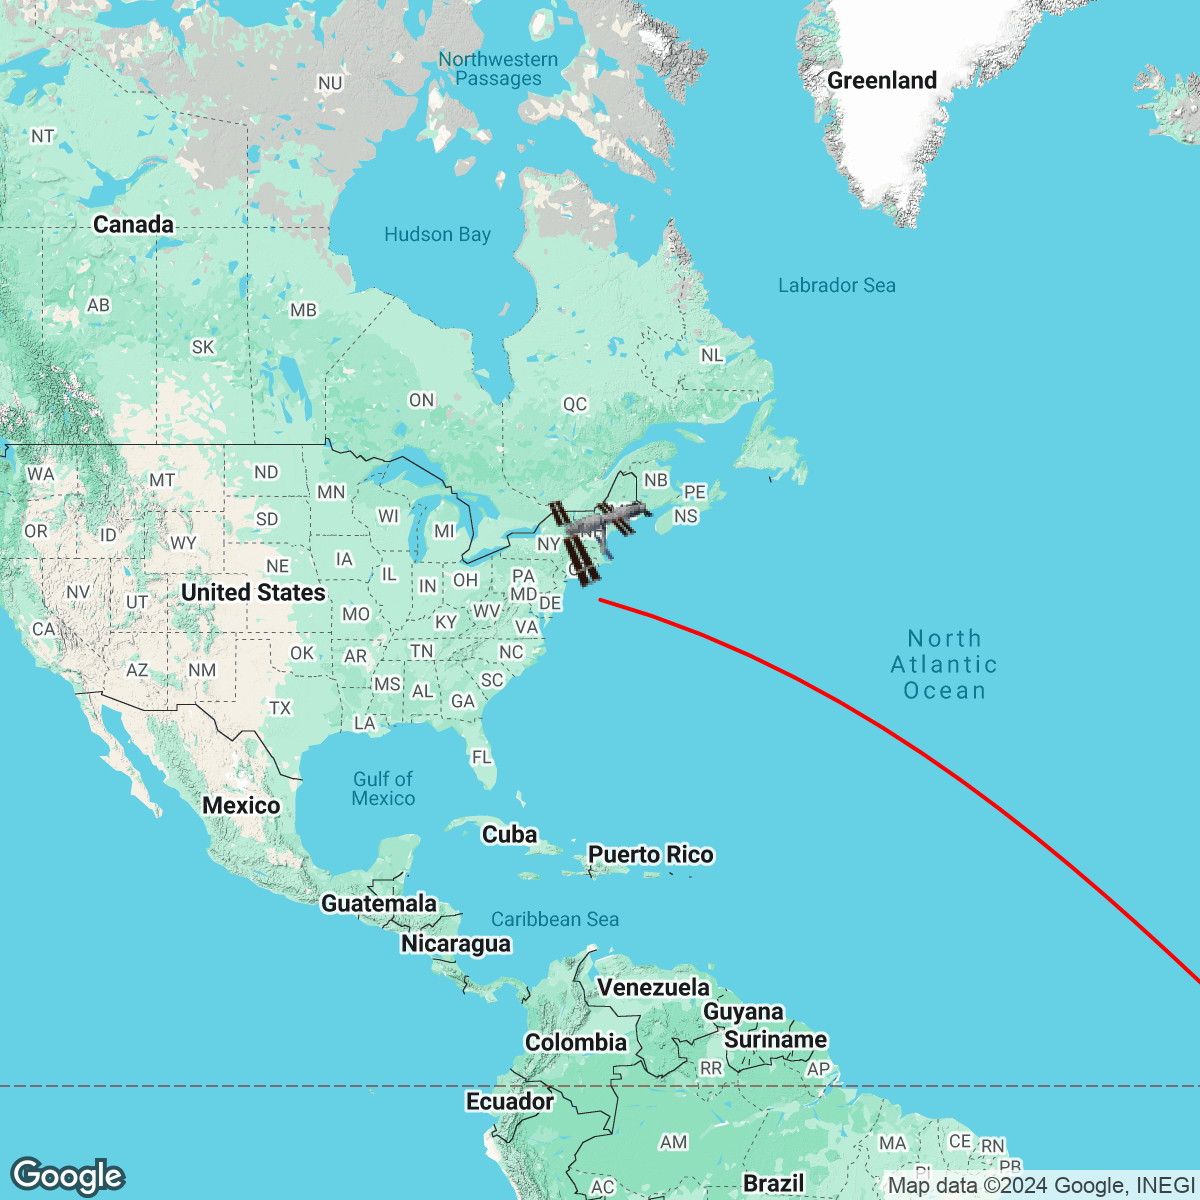 Northwestern
Passages
Greenland
NU
NT
Canada
Hudson Bay
Labrador Sea
AB
MB
SK
NL
ON
QC
WA
MT
ND
MN
NB
PE
OR
ID
SD
WI
MI
NS
WY
NY
NE
IA
NV
UT
United States
IL
IN
OH
PA
MD
DE
CA
MO
KY
WV
VA
North
Atlantic
Ocean
AZ
NM
OK
AR
TN
NC
MS
AL
SC
GA
TX
LA
FL
Gulf of
Mexico
Mexico
Cuba
Puerto Rico
Guatemala
Caribbean Sea
Nicaragua
Venezuela
Guyana
Colombia
Suriname
RR
AP
Ecuador
AM
MA
CE
RN
PB
Brazil
AC
Google
Map data ©2024 Google, INEGI